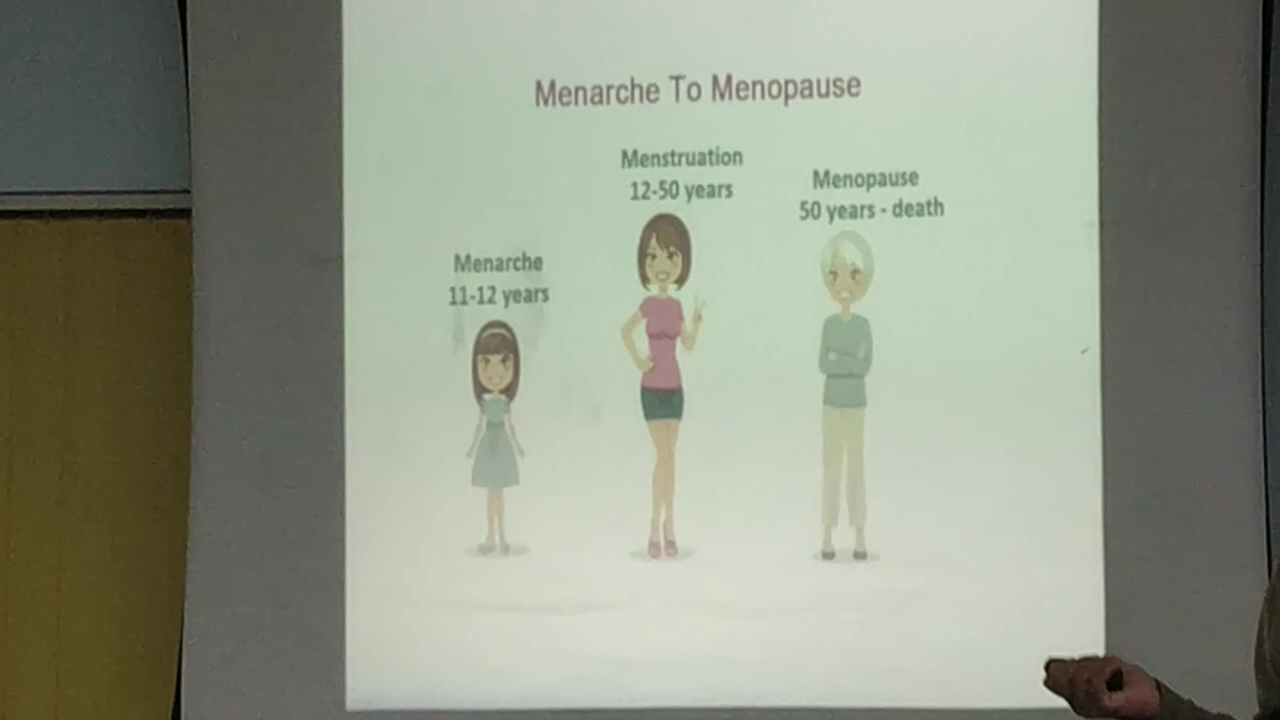 Menarche To Menopause
Menstruation
12-50 years
Menopause
50 years - death
Menarche
11-12 years